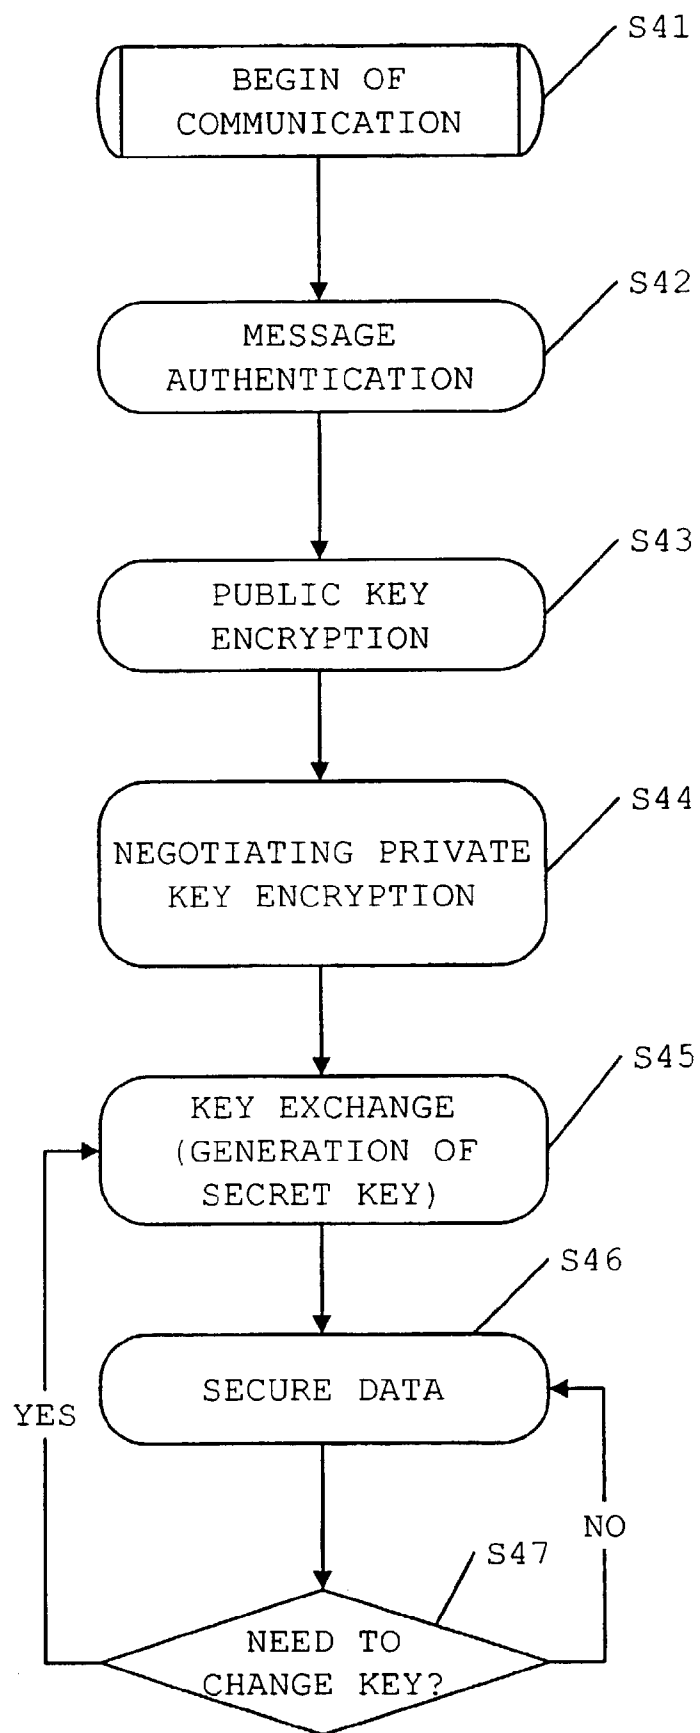 S41
BEGIN OF
COMMUNICATION
S42
MESSAGE
AUTHENTICATION
S43
PUBLIC KEY
ENCRYPTION
S44
NEGOTIATING PRIVATE
KEY ENCRYPTION
S45
KEY EXCHANGE
(GENERATION OF
SECRET KEY)
S46
SECURE DATA
YES
NO
S47
NEED TO
CHANGE KEY?